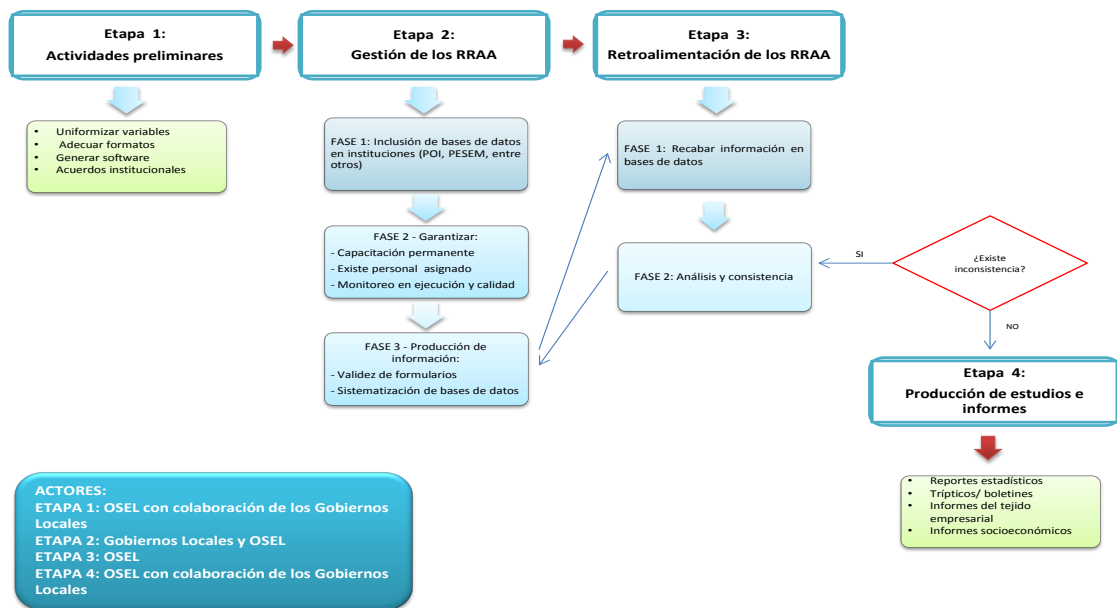 Etapa 1:
Actividades preliminares
Etapa 2:
Gestión de los RRAA
Etapa 3:
Retroalimentación de los RRAA
• Uniformizar variables
• Adecuar formatos
• Generar software
• Acuerdos institucionales
FASE 1: Inclusión de bases de datos
en instituciones (POI, PESEM, entre
otros)
FASE 2 - Garantizar:
- Capacitación permanente
- Existe personal asignado
- Monitoreo en ejecución y calidad
FASE 3 - Producción de
información:
- Validez de formularios
- Sistematización de bases de datos
FASE 1: Recabar información en
bases de datos
FASE 2: Análisis y consistencia
SI
¿Existe
inconsistencia?
NO
Etapa 4:
Producción de estudios e
informes
• Reportes estadísticos
• Trípticos/ boletines
• Informes del tejido
empresarial
• Informes socioeconómicos
ACTORES:
ETAPA 1: OSEL con colaboración de los Gobiernos
Locales
ETAPA 2: Gobiernos Locales y OSEL
ETAPA 3: OSEL
ETAPA 4: OSEL con colaboración de los Gobiernos
Locales